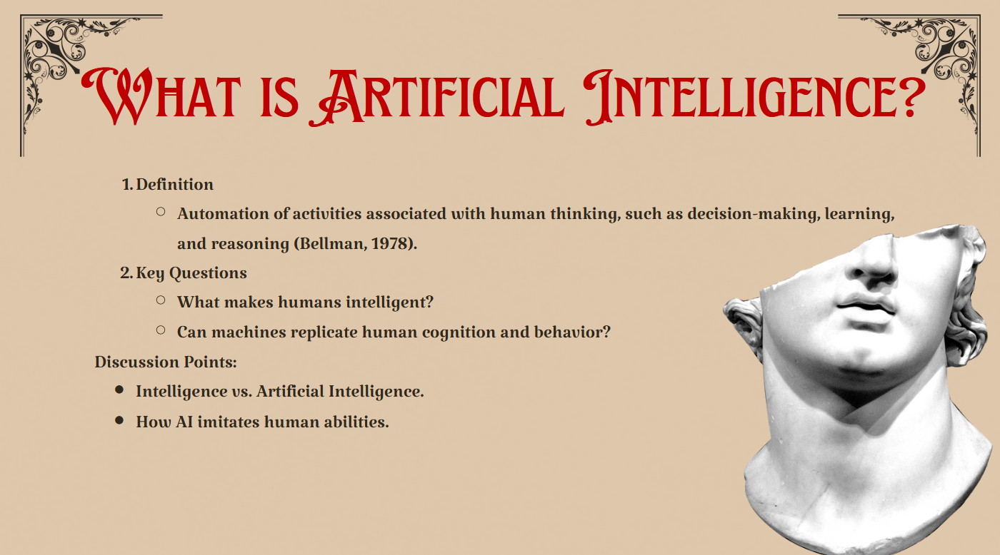 What is Artificial Intelligence?
1. Definition
○ Automation of activities associated with human thinking, such as decision-making, learning,
and reasoning (Bellman, 1978).
2. Key Questions
○ What makes humans intelligent?
○ Can machines replicate human cognition and behavior?
Discussion Points:
● Intelligence vs. Artificial Intelligence.
● How AI imitates human abilities.